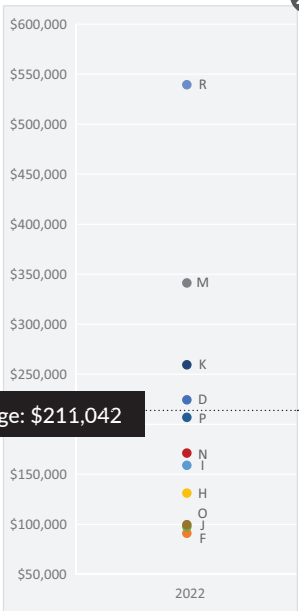 $600,000
$550,000
R
$500,000
$450,000
$400,000
$350,000
M
$300,000
K
$250,000
D
ge: $211,042
P
N
I
$150,000
H
O
$100,000
J
F
$50,000
2022